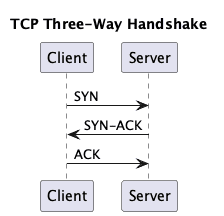 TCP Three-Way Handshake
Client Server
SYN
SYN-ACK
ACK
Client Server